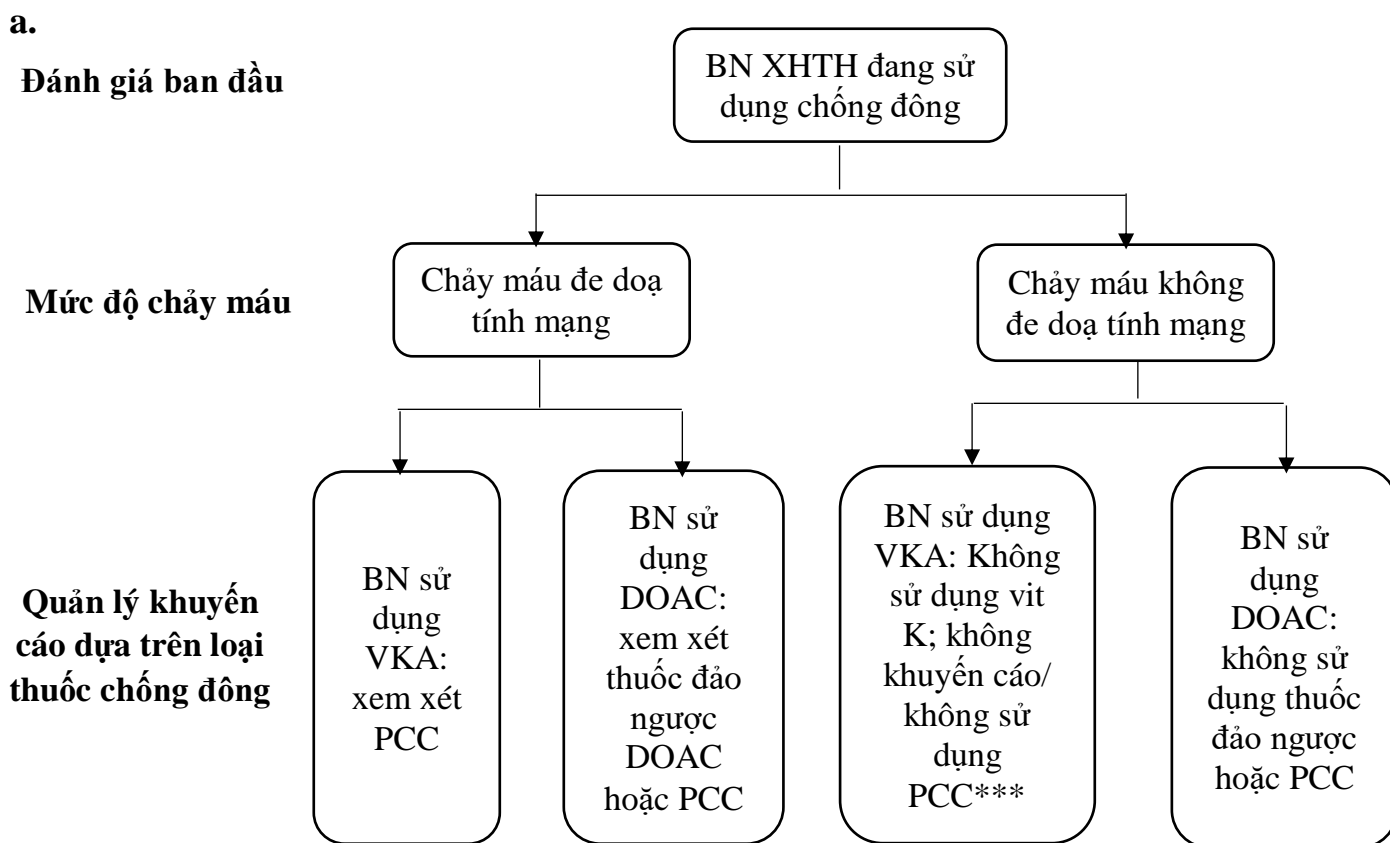 a.
Đánh giá ban đầu
BN XHTH đang sử
dụng chống đông
Mức độ chảy máu
Chảy máu đe doạ
tính mạng
Chảy máu không
đe doạ tính mạng
Quản lý khuyến
cáo dựa trên loại
thuốc chống đông
BN sử
dụng
VKA:
xem xét
PCC
BN sử
dụng
DOAC:
xem xét
thuốc đảo
ngược
DOAC
hoặc PCC
BN sử dụng
VKA: Không
sử dụng vit
K; không
khuyến cáo/
không sử
dụng
PCC***
BN sử
dụng
DOAC:
không sử
dụng thuốc
đảo ngược
hoặc PCC